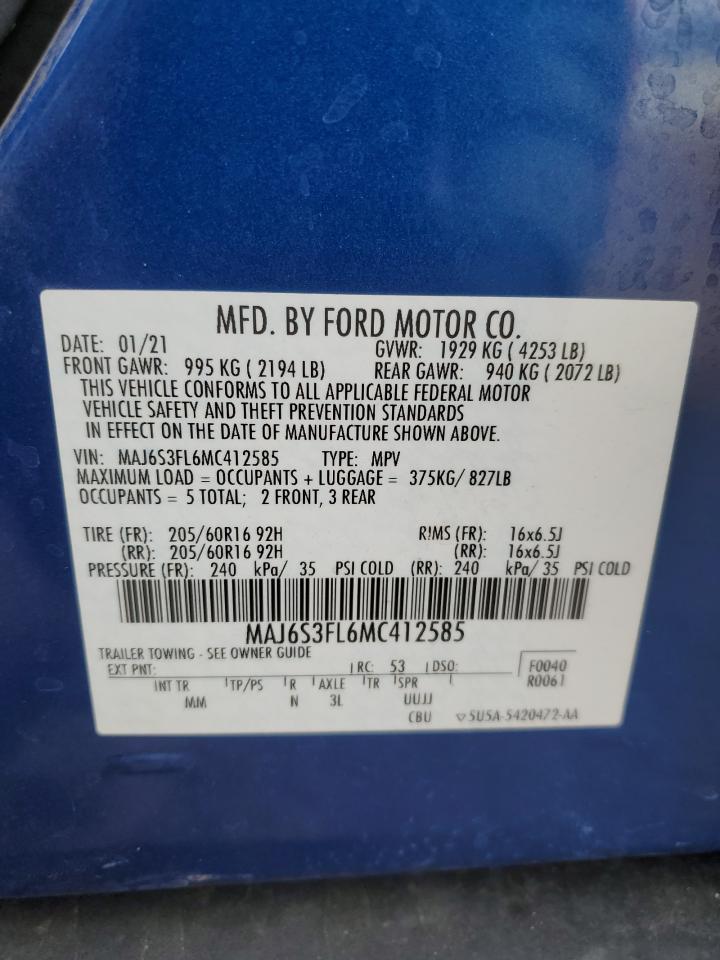 MFD. BY FORD MOTOR CO.
DATE: 01/21 GVWR: 1929 KG ( 4253 LB)
FRONT GAWR: 995 KG ( 2194 LB) REAR GAWR: 940 KG ( 2072 LB)
THIS VEHICLE CONFORMS TO ALL APPLICABLE FEDERAL MOTOR
VEHICLE SAFETY AND THEFT PREVENTION STANDARDS
IN EFFECT ON THE DATE OF MANUFACTURE SHOWN ABOVE.
VIN: MAJ6S3FL6MC412585 TYPE: MPV
MAXIMUM LOAD = OCCUPANTS + LUGGAGE = 375KG/ 827LB
OCCUPANTS = 5 TOTAL; 2 FRONT, 3 REAR
TIRE (FR): 205/60R16 92H RIMS (FR): 16x6.5J
(RR): 205/60R16 92H (RR): 16x6.5J
PRESSURE (FR): 240 kPa/ 35 PSI COLD (RR): 240 kPa/ 35 PSI COLD
MAJ6S3FL6MC412585
TRAILER TOWING - SEE OWNER GUIDE
EXT PNT: RC: 53 DSO: F0040
INT TR TP/PS R AXLE TR SPR R0061
MM N 3L UUJJ
CBU 5U5A-5420472-AA